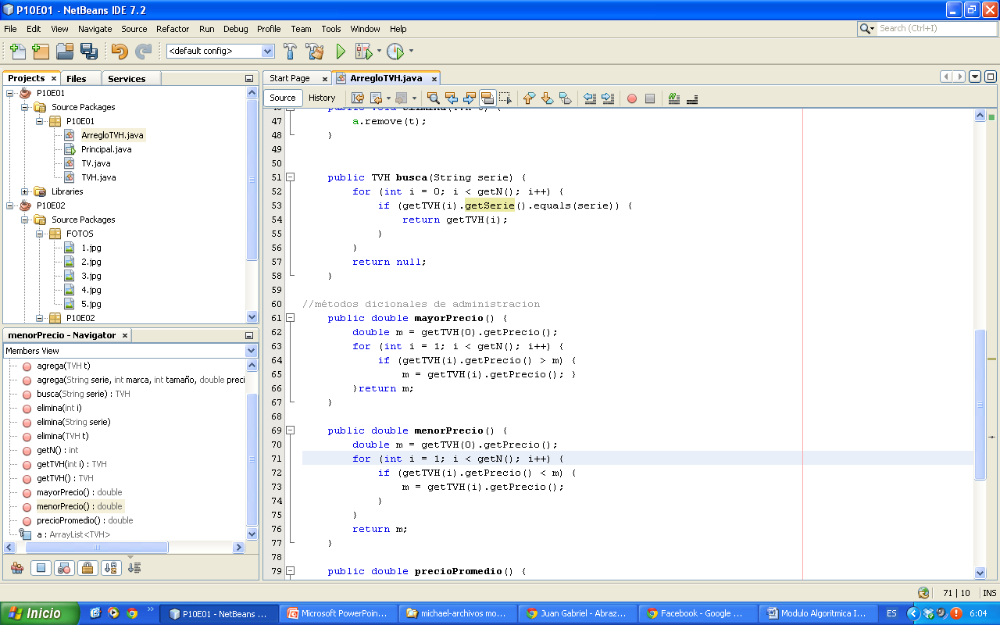 P10E01 - NetBeans IDE 7.2
File Edit View Navigate Source Refactor Run Debug Profile Team Tools Window Help
Search (Ctrl+I)
<default config>
Projects Files Services
P10E01
Source Packages
P10E01
ArregloTVH.java
Principal.java
TV.java
TVH.java
Libraries
P10E02
Source Packages
FOTOS
1.jpg
2.jpg
3.jpg
4.jpg
5.jpg
P10E02
menorPrecio - Navigator
Members View
agrega(TVH t)
agrega(String serie, int marca, int tamaño, double preci
busca(String serie) : TVH
elimina(int i)
elimina(String serie)
elimina(TVH t)
getN() : int
getTVH(int i) : TVH
getTVH() : TVH
mayorPrecio() : double
menorPrecio() : double
precioPromedio() : double
a : ArrayList<TVH>
Start Page ArregloTVH.java
Source History
47 a.remove(t);
48 }
49
50
51 public TVH busca(String serie) {
52 for (int i = 0; i < getN(); i++) {
53 if (getTVH(i).getSerie().equals(serie)) {
54 return getTVH(i);
55 }
56 }
57 return null;
58 }
59
60 //métodos dicionales de administracion
61 public double mayorPrecio() {
62 double m = getTVH(0).getPrecio();
63 for (int i = 1; i < getN(); i++) {
64 if (getTVH(i).getPrecio() > m) {
65 m = getTVH(i).getPrecio(); }
66 }return m;
67 }
68
69 public double menorPrecio() {
70 double m = getTVH(0).getPrecio();
71 for (int i = 1; i < getN(); i++) {
72 if (getTVH(i).getPrecio() < m) {
73 m = getTVH(i).getPrecio();
74 }
75 }
76 return m;
77 }
78
79 public double precioPromedio() {
71 | 10 INS
Inicio
P10E01 - NetBeans ...
Microsoft PowerPoin...
michael-archivos mo...
Juan Gabriel - Abraz...
Facebook - Google ...
Modulo Algoritmica I...
ES
6:04